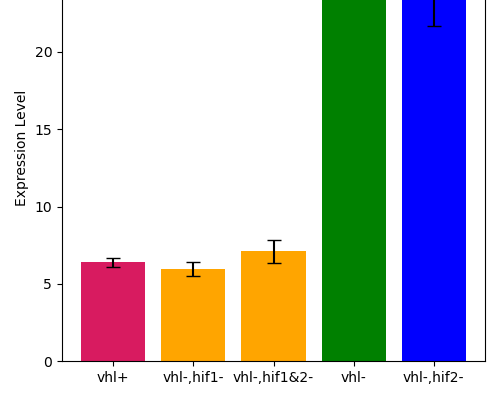 20
15
10
5
0
Expression Level
vhl+
vhl-,hif1-
vhl-,hif1&2-
vhl-
vhl-,hif2-